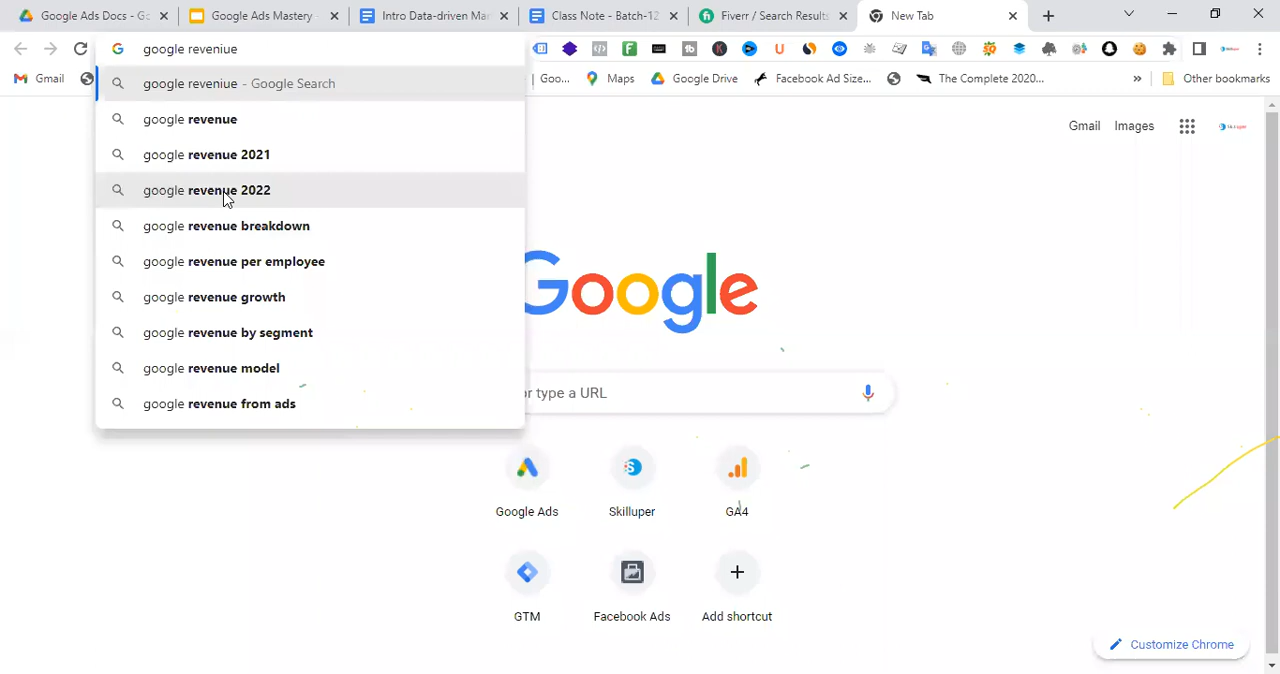 Google Ads Docs - Go
Google Ads Mastery -
Intro Data-driven Mar
Class Note - Batch-12
Fiverr / Search Results
New Tab
google reveniue
Gmail
Goo...
Maps
Google Drive
Facebook Ad Size...
The Complete 2020...
»
Other bookmarks
google reveniue - Google Search
google revenue
google revenue 2021
google revenue 2022
google revenue breakdown
google revenue per employee
google revenue growth
google revenue by segment
google revenue model
google revenue from ads
Gmail
Images
Google
or type a URL
Google Ads
Skilluper
GA4
GTM
Facebook Ads
Add shortcut
Customize Chrome